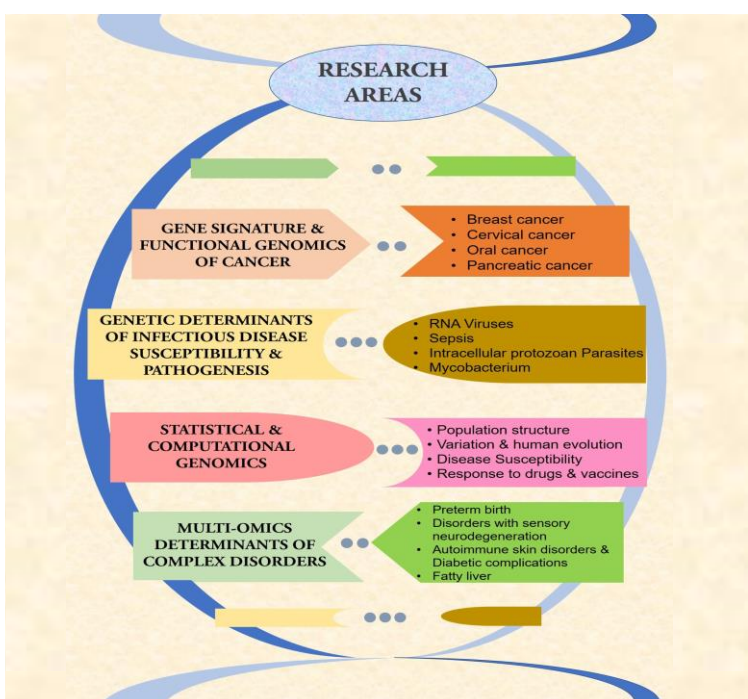 RESEARCH
AREAS
GENE SIGNATURE &
FUNCTIONAL GENOMICS
OF CANCER
• Breast cancer
• Cervical cancer
• Oral cancer
• Pancreatic cancer
GENETIC DETERMINANTS
OF INFECTIOUS DISEASE
SUSCEPTIBILITY &
PATHOGENESIS
• RNA Viruses
• Sepsis
• Intracellular protozoan Parasites
• Mycobacterium
STATISTICAL &
COMPUTATIONAL
GENOMICS
• Population structure
• Variation & human evolution
• Disease Susceptibility
• Response to drugs & vaccines
MULTI-OMICS
DETERMINANTS OF
COMPLEX DISORDERS
• Preterm birth
• Disorders with sensory
neurodegeneration
• Autoimmune skin disorders &
Diabetic complications
• Fatty liver